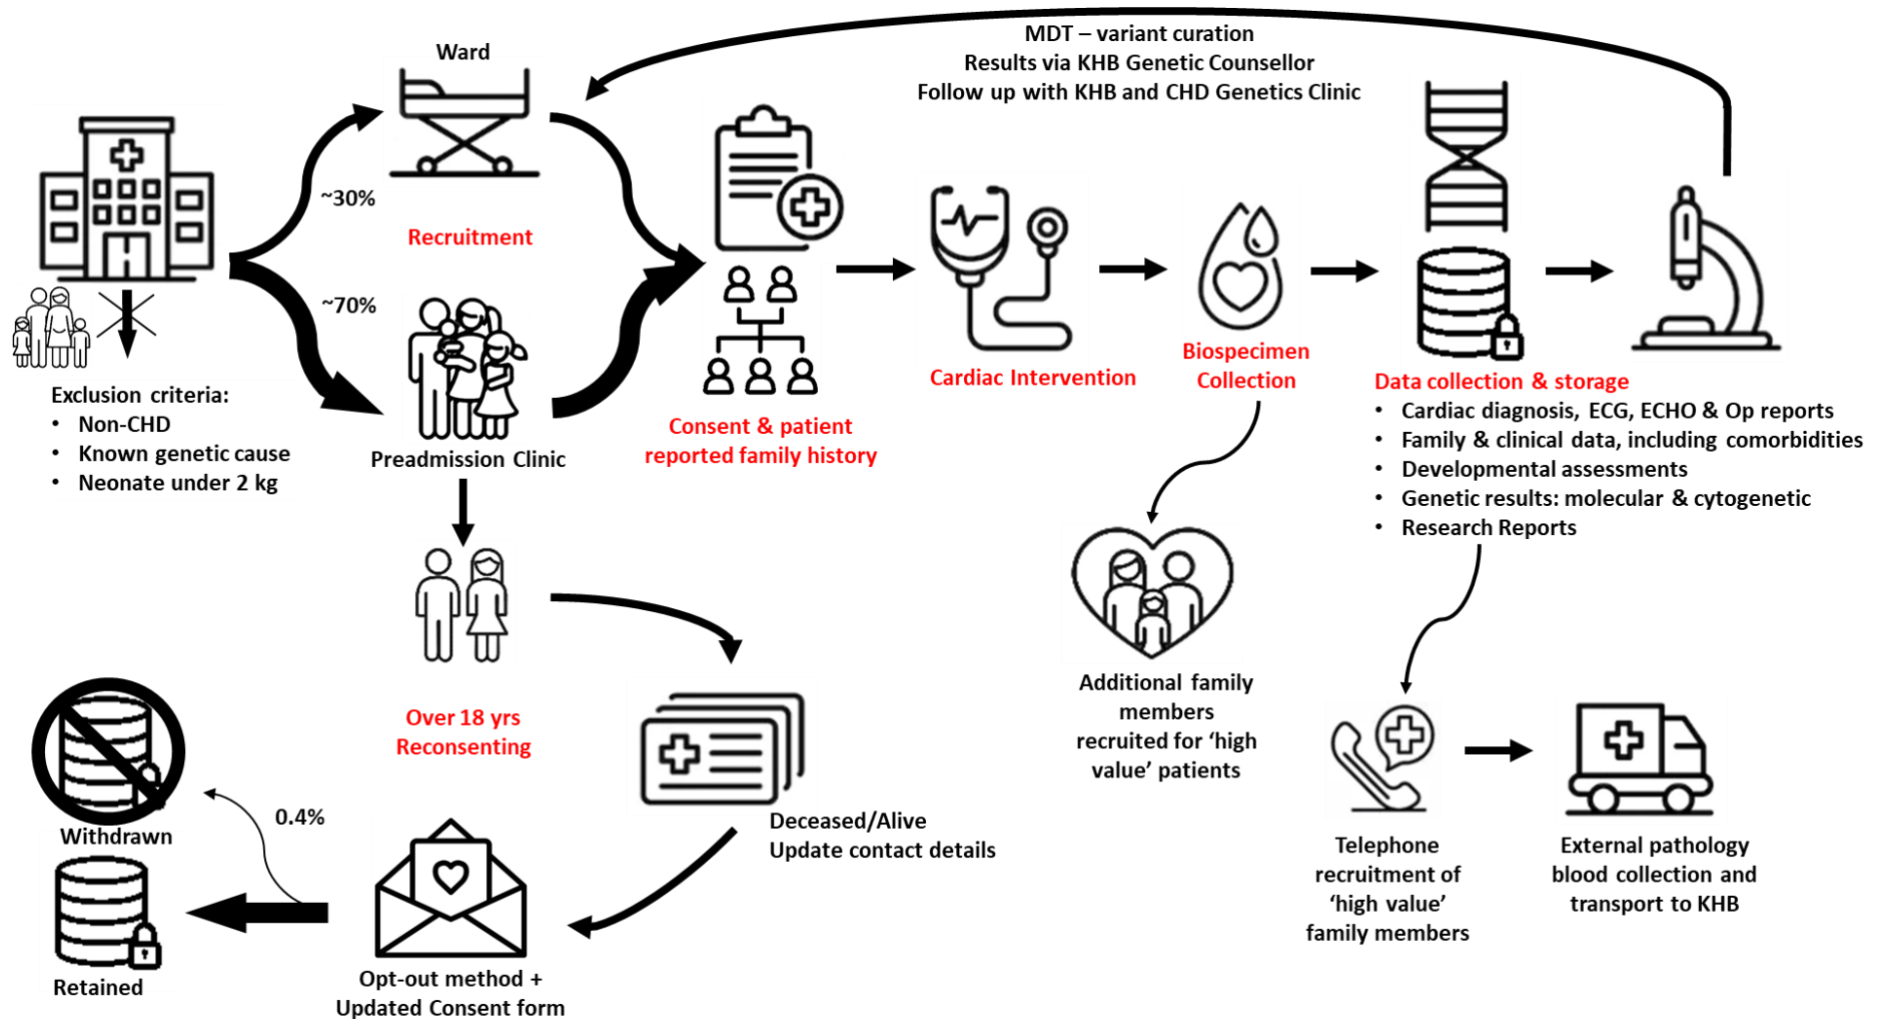 Ward
MDT – variant curation
Results via KHB Genetic Counsellor
Follow up with KHB and CHD Genetics Clinic
~30%
Recruitment
~70%
Preadmission Clinic
Exclusion criteria:
• Non-CHD
• Known genetic cause
• Neonate under 2 kg
Consent & patient
reported family history
Cardiac Intervention
Biospecimen
Collection
Data collection & storage
• Cardiac diagnosis, ECG, ECHO & Op reports
• Family & clinical data, including comorbidities
• Developmental assessments
• Genetic results: molecular & cytogenetic
• Research Reports
Over 18 yrs
Reconsenting
Deceased/Alive
Update contact details
Opt-out method +
Updated Consent form
0.4%
Withdrawn
Retained
Additional family
members
recruited for ‘high
value’ patients
Telephone
recruitment of
‘high value’
family members
External pathology
blood collection and
transport to KHB